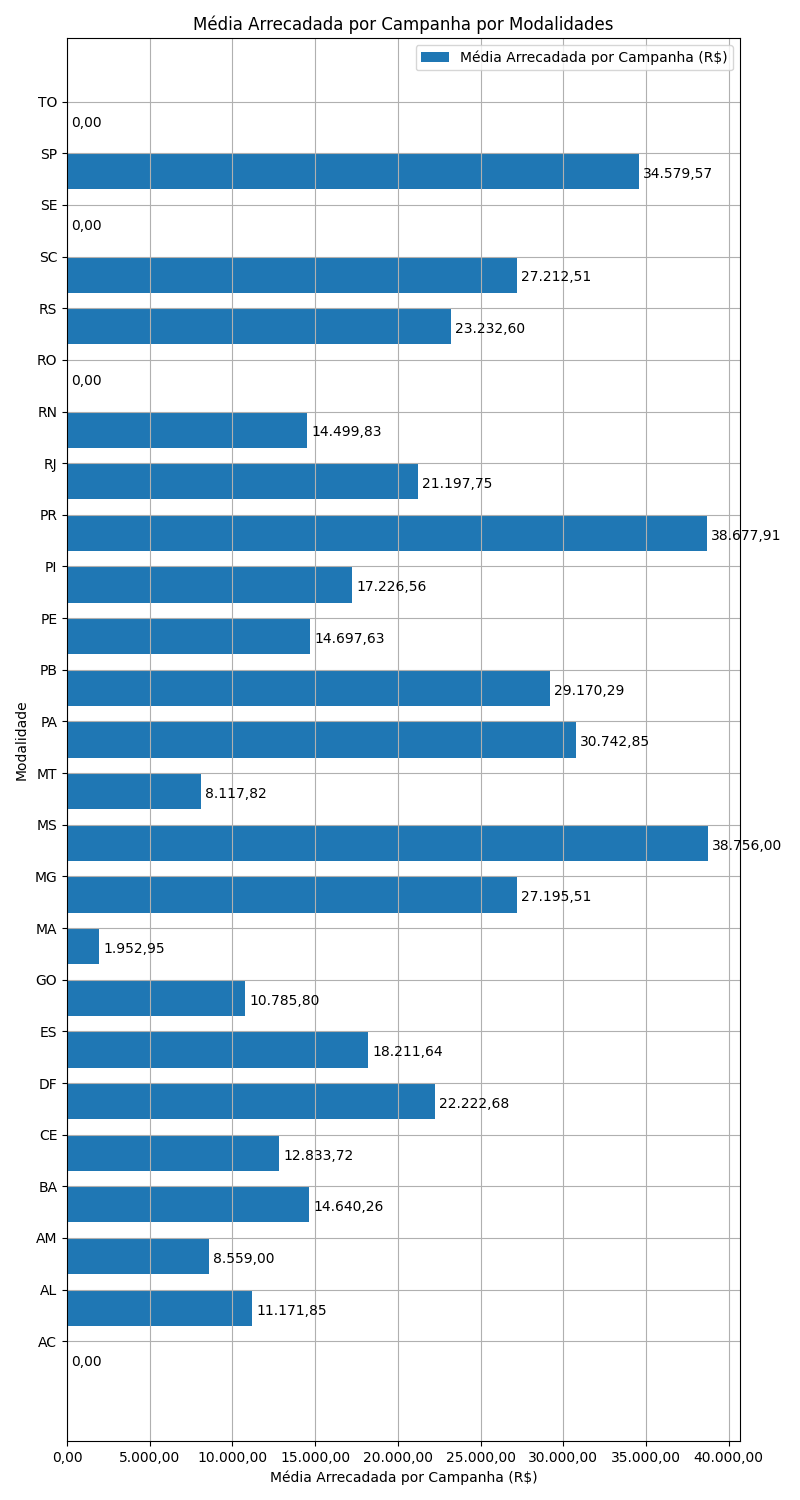 Média Arrecadada por Campanha por Modalidades
Média Arrecadada por Campanha (R$)
TO
0,00
SP
34.579,57
SE
0,00
SC
27.212,51
RS
23.232,60
RO
0,00
RN
14.499,83
RJ
21.197,75
PR
38.677,91
PI
17.226,56
PE
14.697,63
PB
29.170,29
PA
30.742,85
MT
8.117,82
MS
38.756,00
MG
27.195,51
MA
1.952,95
GO
10.785,80
ES
18.211,64
DF
22.222,68
CE
12.833,72
BA
14.640,26
AM
8.559,00
AL
11.171,85
AC
0,00
Modalidade
0,00 5.000,00 10.000,00 15.000,00 20.000,00 25.000,00 30.000,00 35.000,00 40.000,00
Média Arrecadada por Campanha (R$)